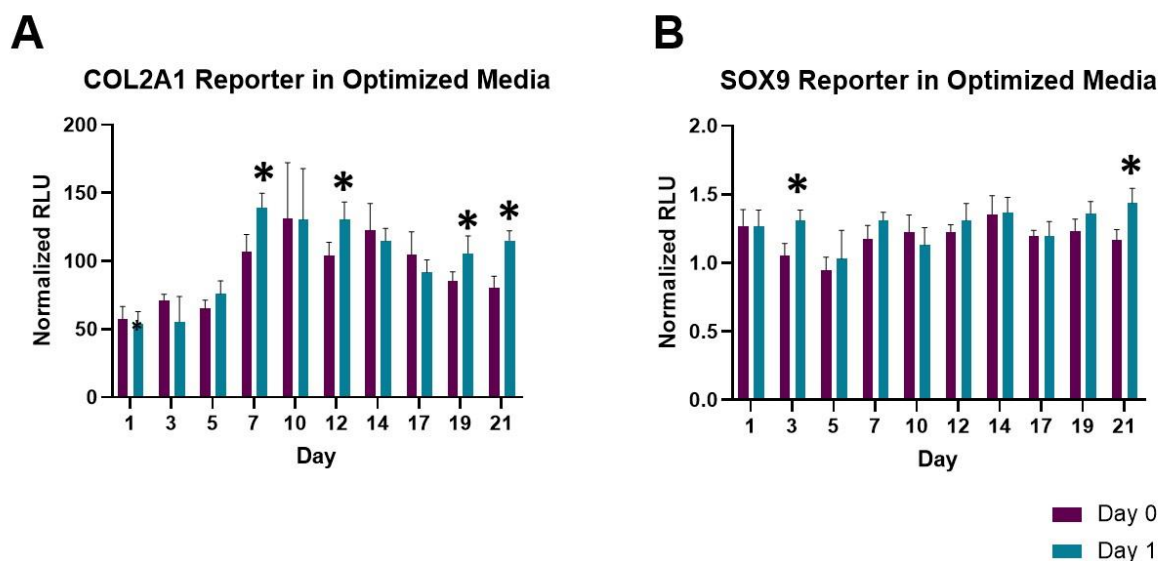 A
COL2A1 Reporter in Optimized Media
Normalized RLU
200
150
100
50
0
*
*
*
*
*
1 3 5 7 10 12 14 17 19 21
Day
B
SOX9 Reporter in Optimized Media
Normalized RLU
2.0
1.5
1.0
0.5
0.0
*
*
1 3 5 7 10 12 14 17 19 21
Day
Day 0
Day 1